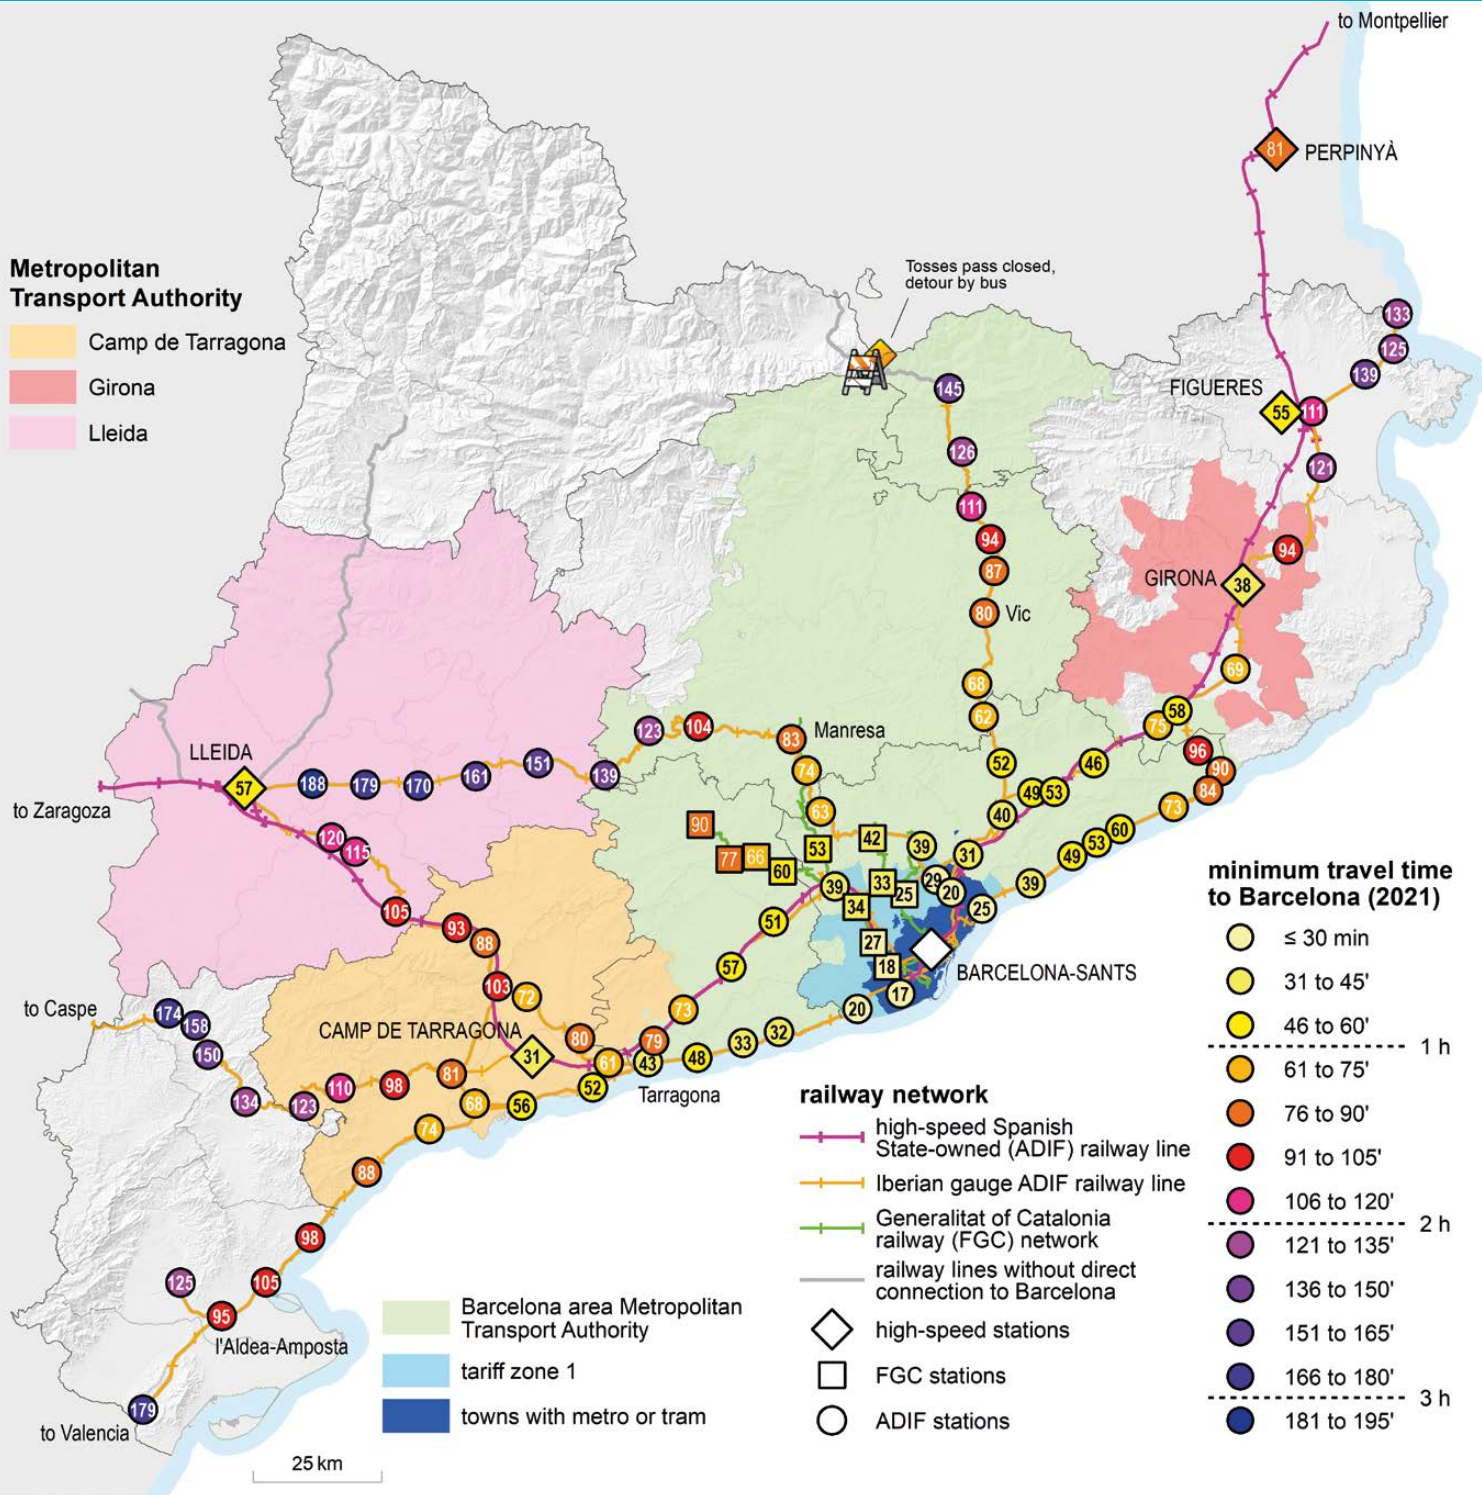 to Montpellier
81
PERPINYÀ
Metropolitan
Transport Authority
Camp de Tarragona
Girona
Lleida
Tosses pass closed,
detour by bus
133
125
139
FIGUERES
55
111
145
126
121
111
94
94
87
GIRONA
38
80
Vic
68
69
62
58
75
123
104
83
Manresa
96
LLEIDA
57
188
179
170
161
151
139
74
52
46
90
49
53
84
to Zaragoza
63
40
73
90
60
120
115
53
42
39
31
49
53
77
66
60
39
33
25
29
20
39
34
25
105
93
88
51
27
18
BARCELONA-SANTS
57
17
103
72
20
to Caspe
174
158
73
CAMP DE TARRAGONA
31
80
79
33
32
150
61
43
48
81
98
110
52
Tarragona
134
123
68
56
74
88
98
125
105
95
l'Aldea-Amposta
179
to Valencia
25 km
Barcelona area Metropolitan
Transport Authority
tariff zone 1
towns with metro or tram
railway network
high-speed Spanish
State-owned (ADIF) railway line
Iberian gauge ADIF railway line
Generalitat of Catalonia
railway (FGC) network
railway lines without direct
connection to Barcelona
high-speed stations
FGC stations
ADIF stations
minimum travel time
to Barcelona (2021)
≤ 30 min
31 to 45'
46 to 60'
1 h
61 to 75'
76 to 90'
91 to 105'
106 to 120'
2 h
121 to 135'
136 to 150'
151 to 165'
166 to 180'
3 h
181 to 195'